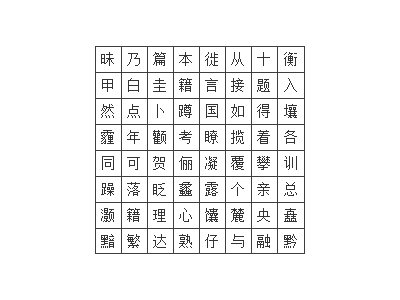 昧乃篇本徙从十衡
甲白圭籍言接题入
然点卜蹲国如得壤
霾年颧考瞭揽着各
同可贺俪凝覆攀训
躁落眨蠡露个亲总
灏籍理心馕麓央矗
黯繁达熟仔与融黔